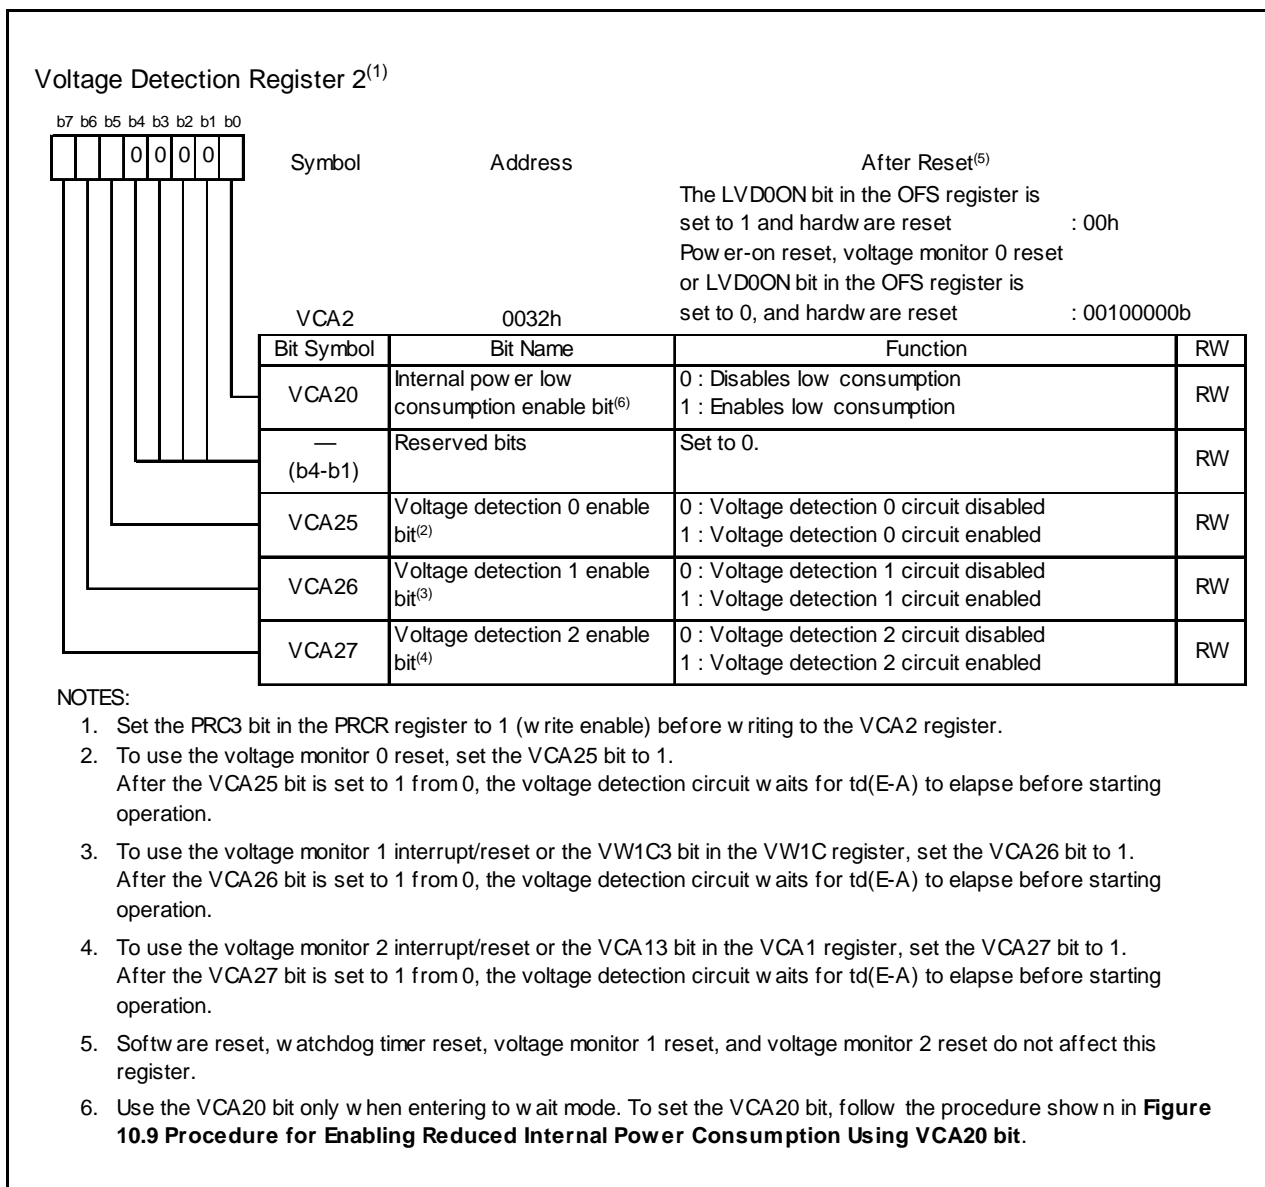 Voltage Detection Register 2(1)
b7 b6 b5 b4 b3 b2 b1 b0
0 0 0 0
Symbol Address After Reset(5)
The LVD0ON bit in the OFS register is
set to 1 and hardware reset : 00h
Power-on reset, voltage monitor 0 reset
or LVD0ON bit in the OFS register is
VCA2 0032h set to 0, and hardware reset : 00100000b
Bit Symbol Bit Name Function RW
VCA20 Internal power low 0 : Disables low consumption RW
consumption enable bit(6) 1 : Enables low consumption
— Reserved bits Set to 0. RW
(b4-b1)
VCA25 Voltage detection 0 enable 0 : Voltage detection 0 circuit disabled RW
bit(2) 1 : Voltage detection 0 circuit enabled
VCA26 Voltage detection 1 enable 0 : Voltage detection 1 circuit disabled RW
bit(3) 1 : Voltage detection 1 circuit enabled
VCA27 Voltage detection 2 enable 0 : Voltage detection 2 circuit disabled RW
bit(4) 1 : Voltage detection 2 circuit enabled
NOTES:
1. Set the PRC3 bit in the PRCR register to 1 (write enable) before writing to the VCA2 register.
2. To use the voltage monitor 0 reset, set the VCA25 bit to 1.
After the VCA25 bit is set to 1 from 0, the voltage detection circuit waits for td(E-A) to elapse before starting
operation.
3. To use the voltage monitor 1 interrupt/reset or the VW1C3 bit in the VW1C register, set the VCA26 bit to 1.
After the VCA26 bit is set to 1 from 0, the voltage detection circuit waits for td(E-A) to elapse before starting
operation.
4. To use the voltage monitor 2 interrupt/reset or the VCA13 bit in the VCA1 register, set the VCA27 bit to 1.
After the VCA27 bit is set to 1 from 0, the voltage detection circuit waits for td(E-A) to elapse before starting
operation.
5. Software reset, watchdog timer reset, voltage monitor 1 reset, and voltage monitor 2 reset do not affect this
register.
6. Use the VCA20 bit only when entering to wait mode. To set the VCA20 bit, follow the procedure shown in Figure
10.9 Procedure for Enabling Reduced Internal Power Consumption Using VCA20 bit.